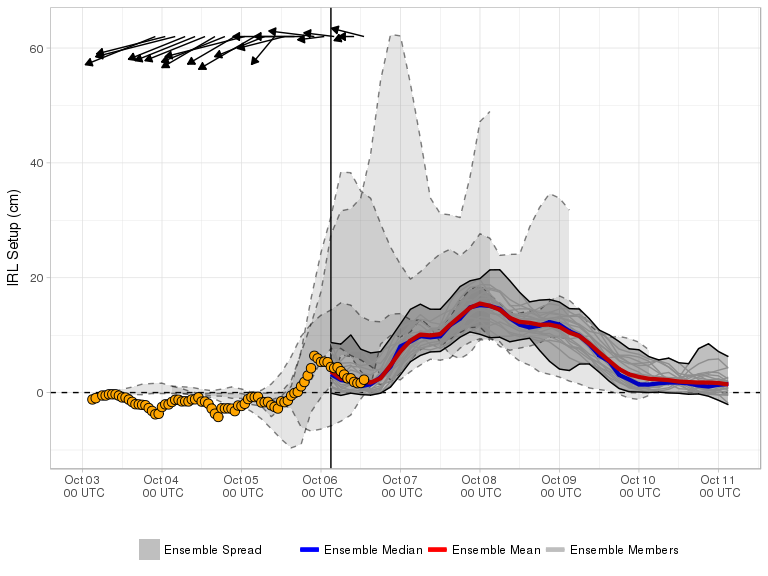 IRL Setup (cm)
60
40
20
0
Oct 03 Oct 04 Oct 05 Oct 06 Oct 07 Oct 08 Oct 09 Oct 10 Oct 11
00 UTC 00 UTC 00 UTC 00 UTC 00 UTC 00 UTC 00 UTC 00 UTC 00 UTC
Ensemble Spread Ensemble Median Ensemble Mean Ensemble Members